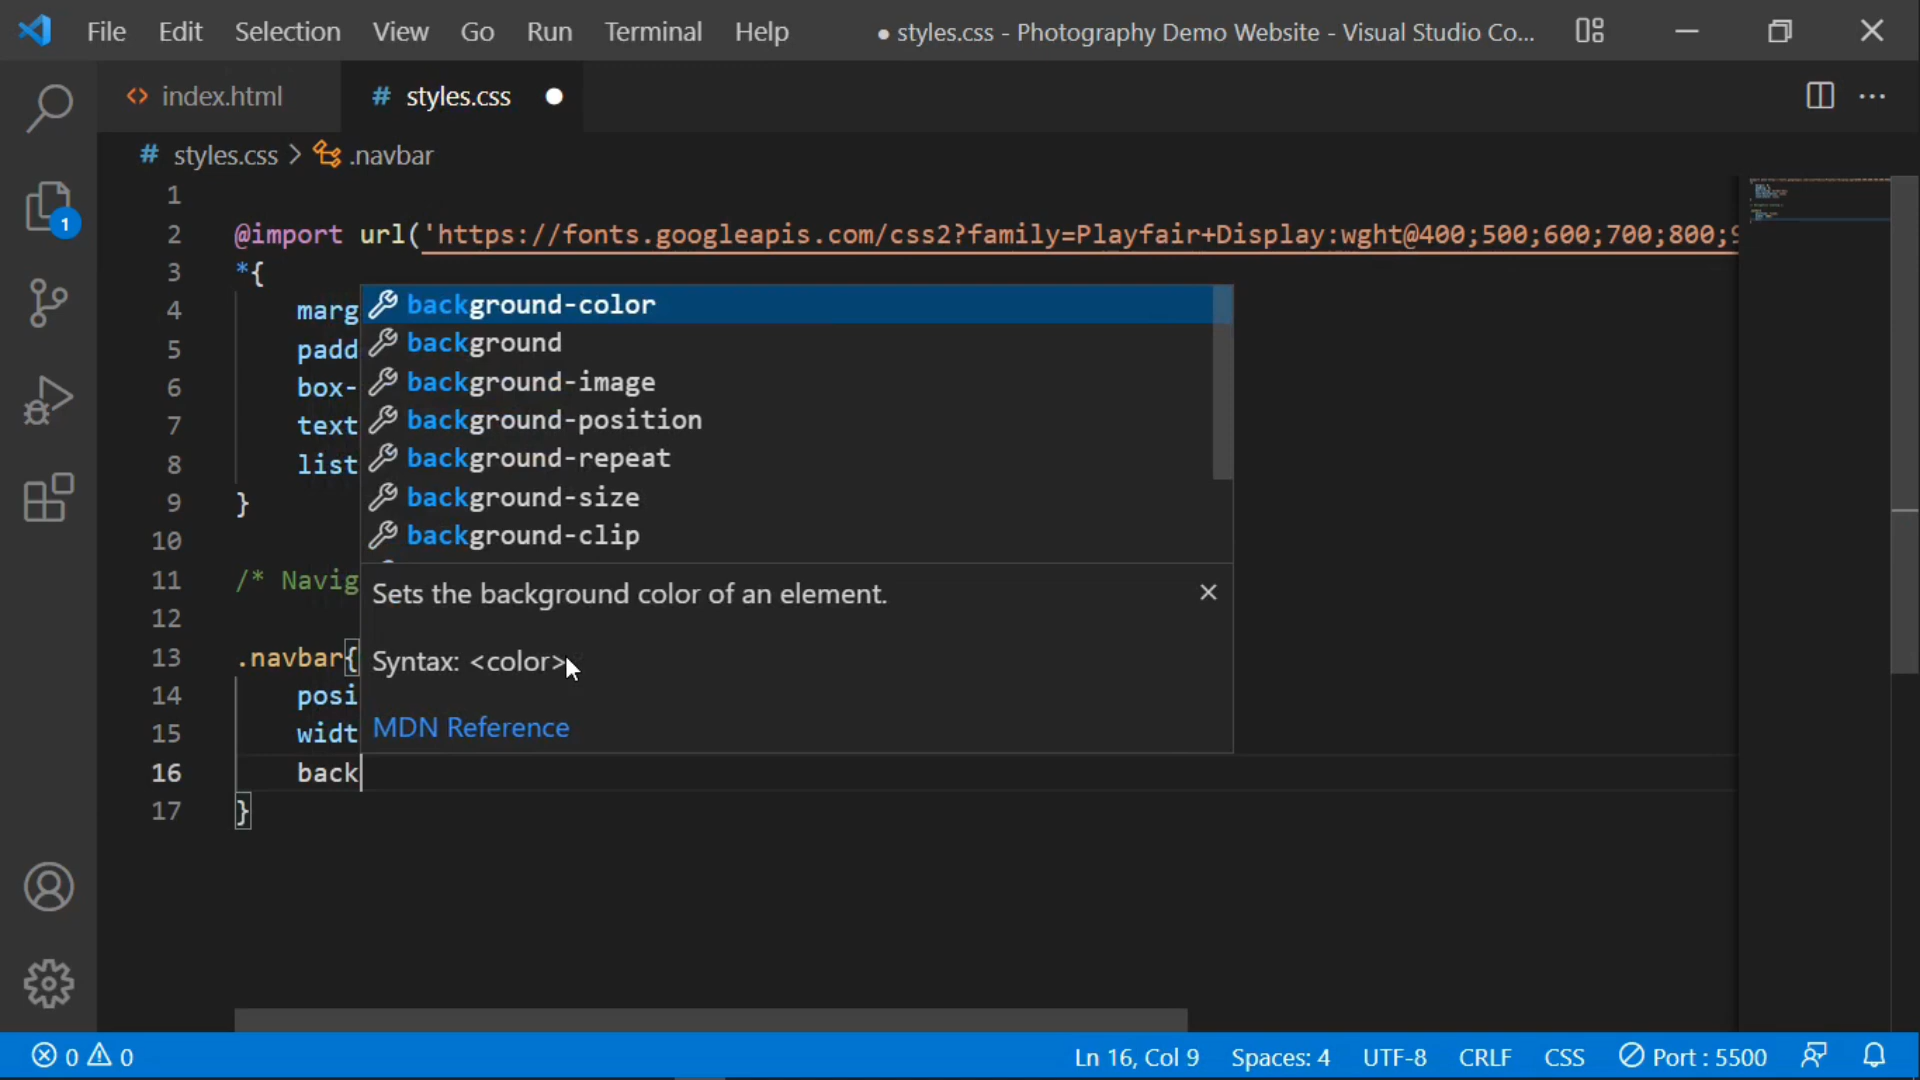 File Edit Selection View Go Run Terminal Help ● styles.css - Photography Demo Website - Visual Studio Co...
<> index.html # styles.css ●
# styles.css > .navbar
1
2 @import url('https://fonts.googleapis.com/css2?family=Playfair+Display:wght@400;500;600;700;800;9
3 *{
4 marg
5 padd
6 box-
7 text
8 list
9 }
10
11 /* Navig
12
13 .navbar{
14 posi
15 widt
16 back
17 }
background-color
background
background-image
background-position
background-repeat
background-size
background-clip
Sets the background color of an element.
Syntax: <color>
MDN Reference
1
0 0 Ln 16, Col 9 Spaces: 4 UTF-8 CRLF CSS Port : 5500